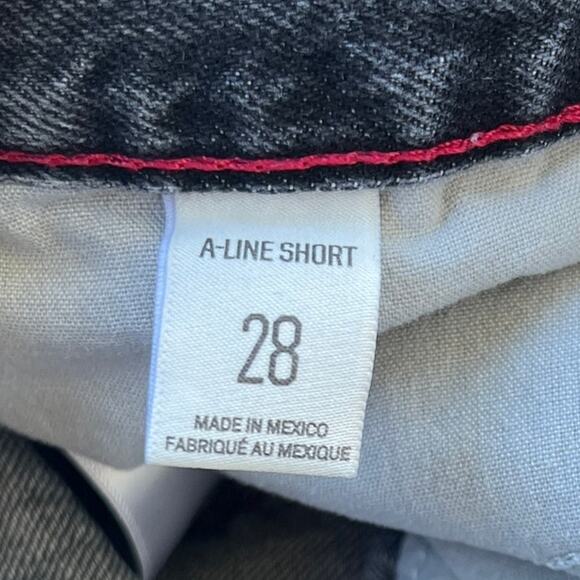 A-LINE SHORT
28
MADE IN MEXICO
FABRIQUÉ AU MEXIQUE